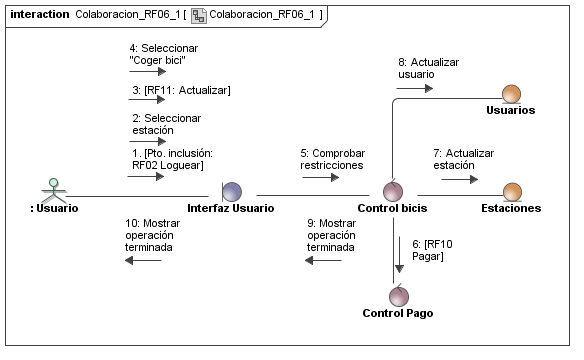 interaction Colaboracion_RF06_1 [ Colaboracion_RF06_1 ]
4: Seleccionar
"Coger bici"
3: [RF11: Actualizar]
2: Seleccionar
estación
1. [Pto. inclusión:
RF02 Loguear]
8: Actualizar
usuario
Usuarios
5: Comprobar
restricciones
7: Actualizar
estación
: Usuario
Interfaz Usuario
Control bicis
Estaciones
10: Mostrar
operación
terminada
9: Mostrar
operación
terminada
6: [RF10
Pagar]
Control Pago